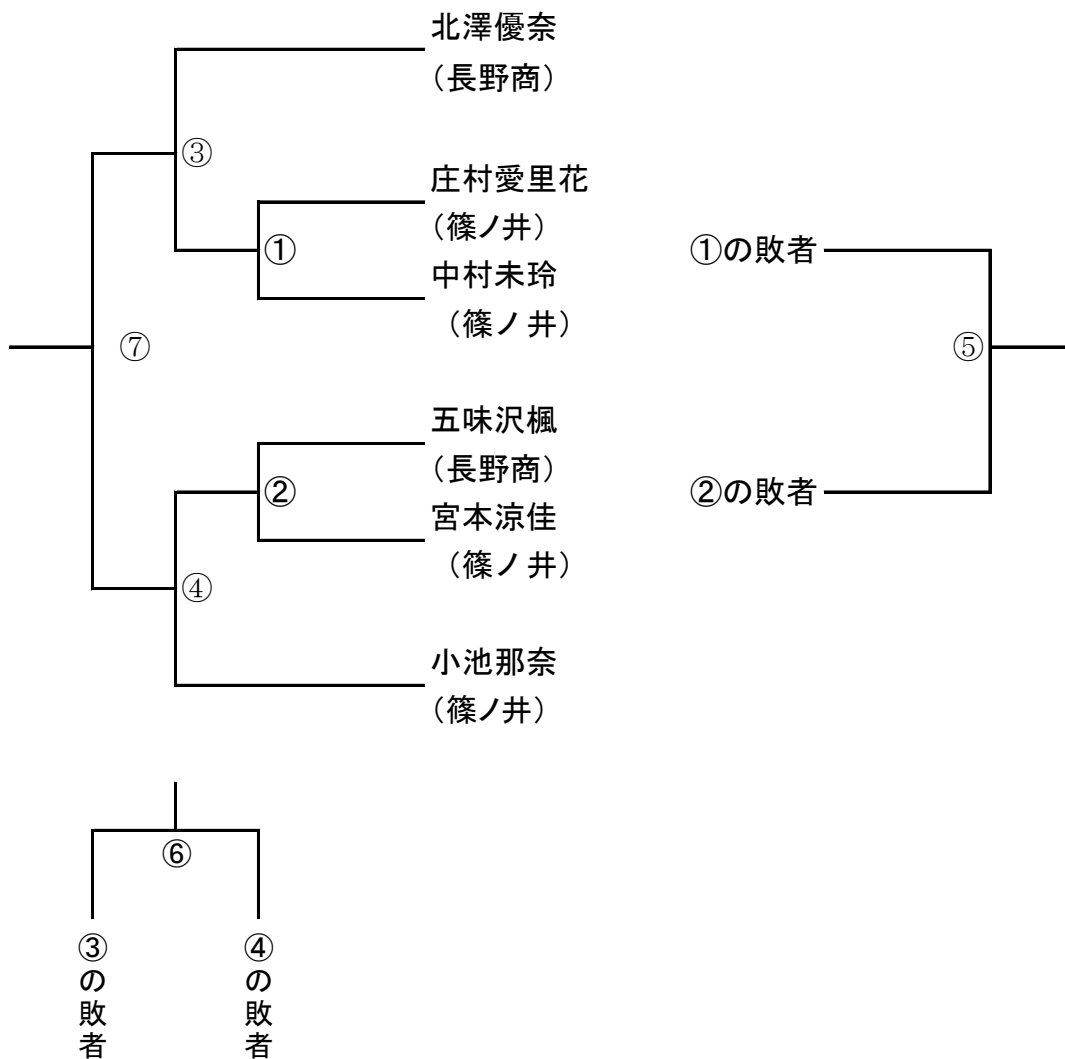 北澤優奈
(長野商)
③
庄村愛里花
(篠ノ井)
①
中村未玲
(篠ノ井)
⑦
五味沢楓
(長野商)
②
宮本涼佳
(篠ノ井)
④
小池那奈
(篠ノ井)
①の敗者
⑤
②の敗者
⑥
③の敗者
④の敗者